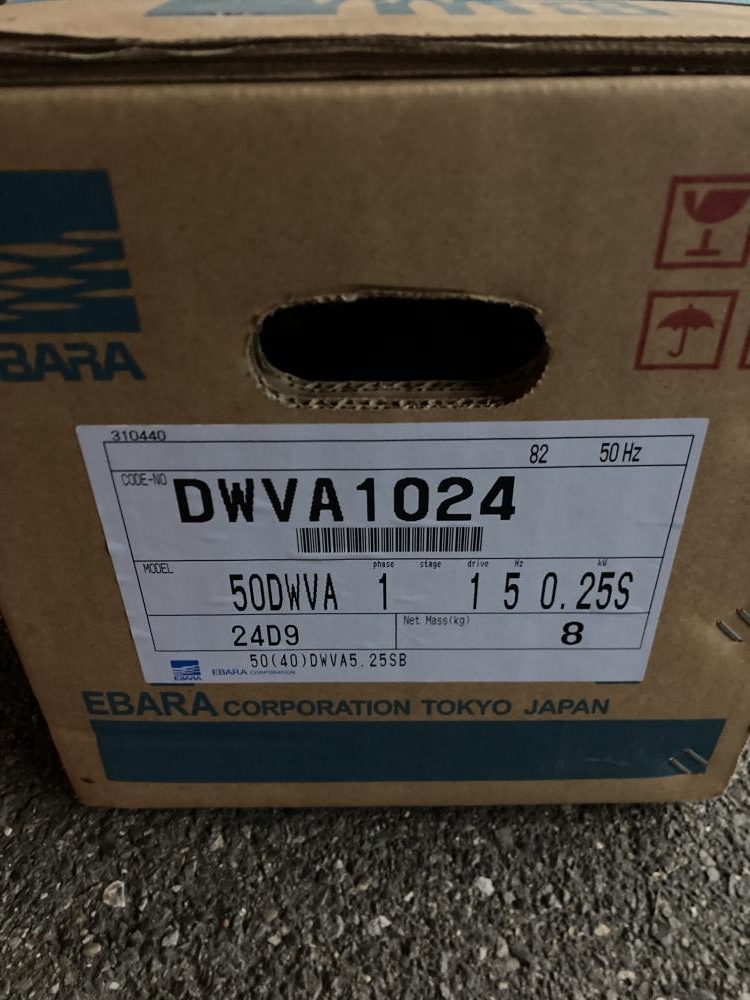 EBARA
310440
82 50Hz
CODE-NO DWVA1024
phase stage drive Hz kW
MODEL 50DWVA 1 1 5 0.25S
24D9 Net Mass(kg) 8
50(40)DWVA5.25SB
EBARA EBARA CORPORATION
EBARA CORPORATION TOKYO JAPAN